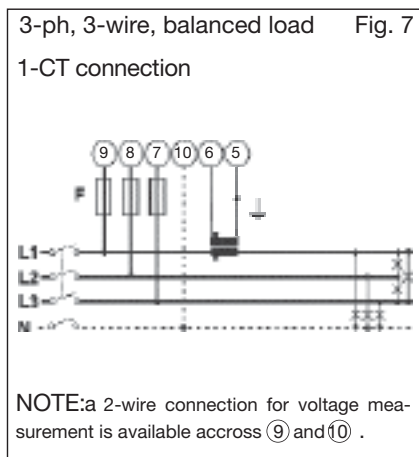 3-ph, 3-wire, balanced load Fig. 7
1-CT connection
9 8 7 10 6 5
F
L1
L2
L3
N
NOTE:a 2-wire connection for voltage mea-
surement is available accross 9 and 10 .